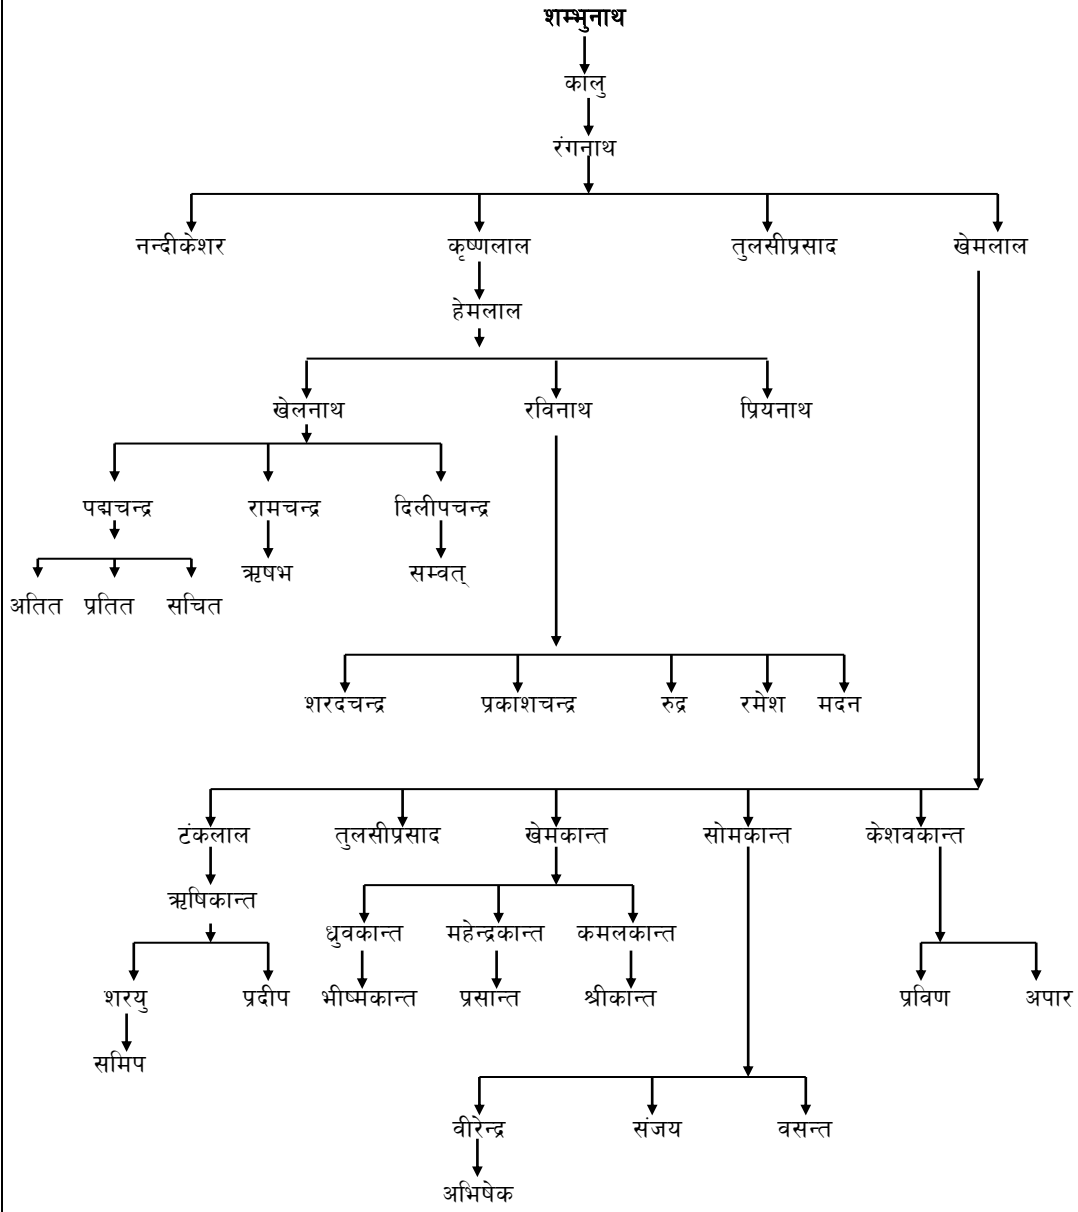 शम्भुनाथ
कालु
रंगनाथ
नन्दीकेशर कृष्णलाल तुलसीप्रसाद खेमलाल
हेमलाल
खेलनाथ रविनाथ प्रियनाथ
पद्मचन्द्र रामचन्द्र दिलीपचन्द्र
ऋषभ सम्वत्
अतित प्रतित सचित
शरदचन्द्र प्रकाशचन्द्र रुद्र रमेश मदन
टंकलाल तुलसीप्रसाद खेमकान्त सोमकान्त केशवकान्त
ऋषिकान्त
ध्रुवकान्त महेन्द्रकान्त कमलकान्त
शरयु प्रदीप भीष्मकान्त प्रसान्त श्रीकान्त प्रविण अपार
समिप
वीरेन्द्र संजय वसन्त
अभिषेक